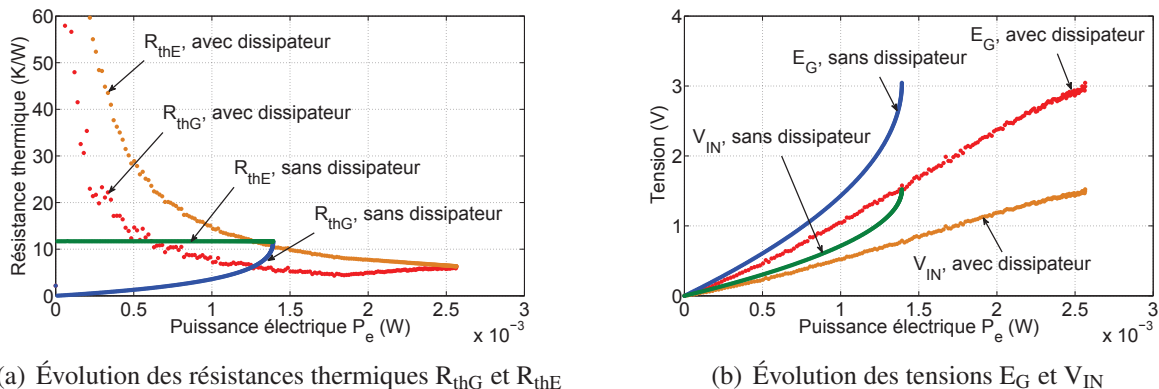 60
50
40
30
20
10
0
Résistance thermique (K/W)
R_thE, avec dissipateur
R_thG, avec dissipateur
R_thE, sans dissipateur
R_thG, sans dissipateur
0 0.5 1 1.5 2 2.5 3
Puissance électrique P_e (W)
x 10^-3
(a) Évolution des résistances thermiques R_thG et R_thE
4
3
2
1
0
Tension (V)
E_G, sans dissipateur
E_G, avec dissipateur
V_IN, sans dissipateur
V_IN, avec dissipateur
0 0.5 1 1.5 2 2.5 3
Puissance électrique P_e (W)
x 10^-3
(b) Évolution des tensions E_G et V_IN